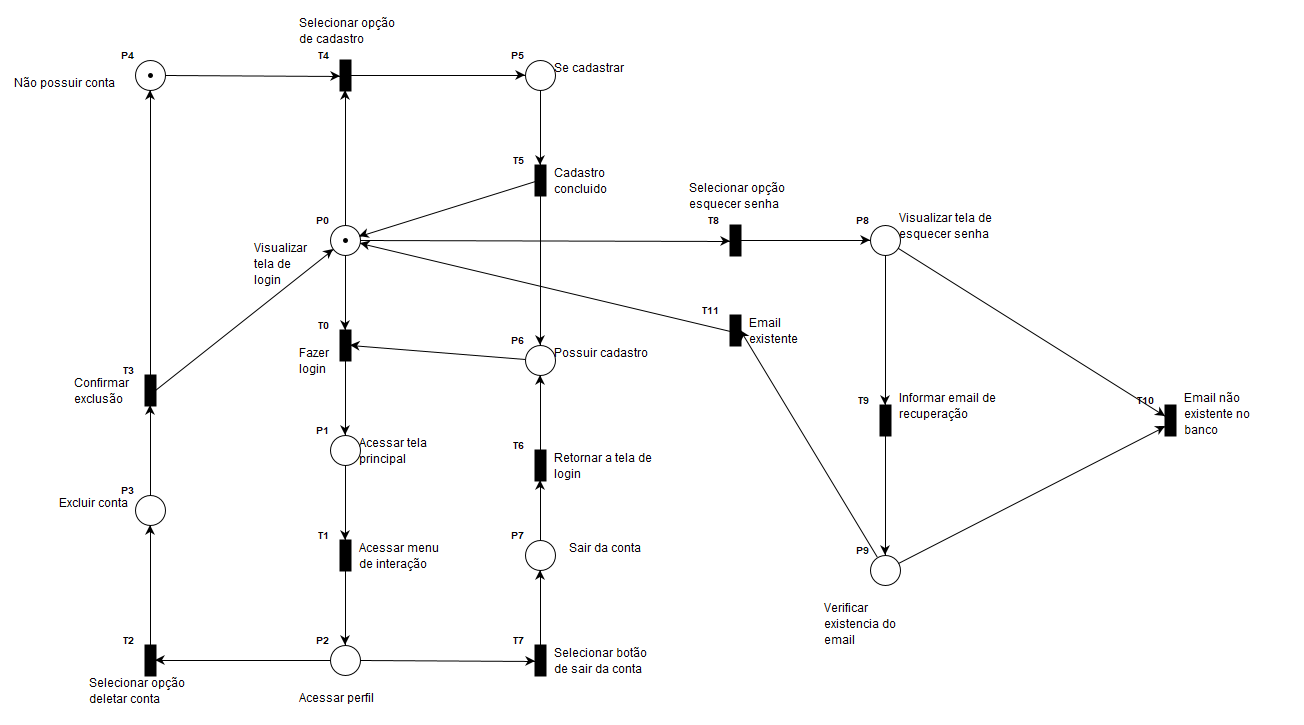 Selecionar opção
de cadastro
P4
T4
P5
Se cadastrar
Não possuir conta
T5
Cadastro
concluido
Selecionar opção
esquecer senha
P0
T8
P8
Visualizar tela de
esquecer senha
Visualizar
tela de
login
T11
Email
existente
T0
Fazer
login
P6
Possuir cadastro
T3
Confirmar
exclusão
T9
Informar email de
recuperação
T10
Email não
existente no
banco
P1
Acessar tela
principal
T6
Retornar a tela de
login
P3
Excluir conta
T1
Acessar menu
de interação
P7
Sair da conta
P9
Verificar
existencia do
email
T2
Selecionar opção
deletar conta
P2
Acessar perfil
T7
Selecionar botão
de sair da conta